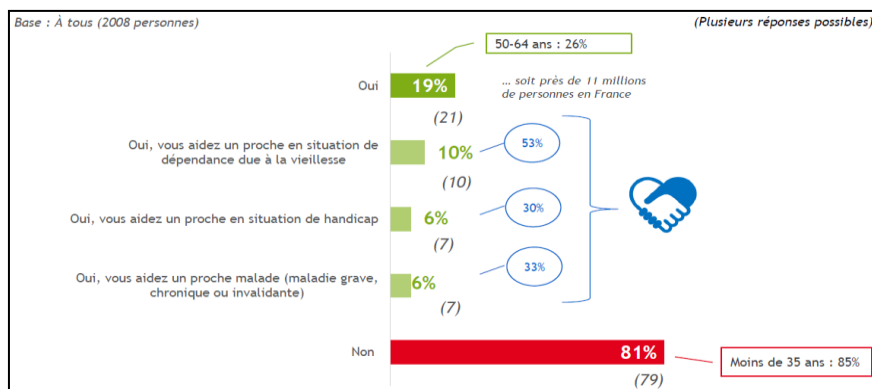 Base : À tous (2008 personnes)
(Plusieurs réponses possibles)
50-64 ans : 26%
Oui
19%
... soit près de 11 millions
de personnes en France
(21)
Oui, vous aidez un proche en situation de
dépendance due à la vieillesse
10%
53%
(10)
Oui, vous aidez un proche en situation de handicap
6%
30%
(7)
Oui, vous aidez un proche malade (maladie grave,
chronique ou invalidante)
6%
33%
(7)
Non
81%
Moins de 35 ans : 85%
(79)